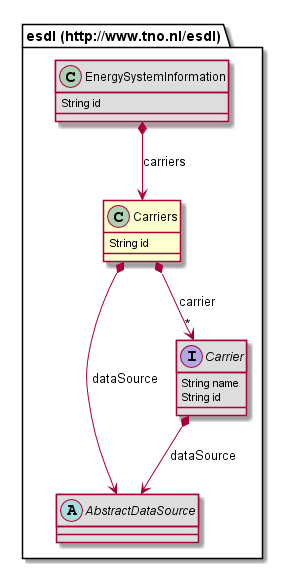 esdl (http://www.tno.nl/esdl)
C EnergySystemInformation
String id
carriers
C Carriers
String id
carrier
*
I Carrier
String name
String id
dataSource
dataSource
A AbstractDataSource